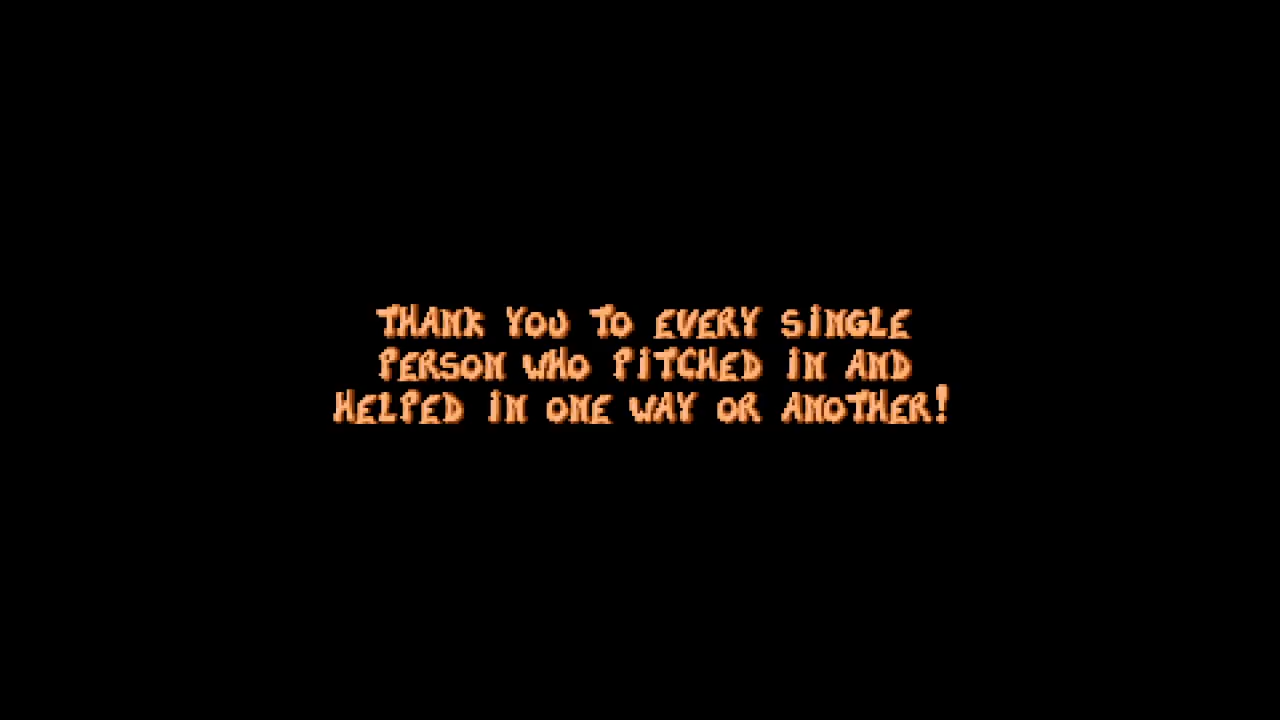 THANK YOU TO EVERY SINGLE
PERSON WHO PITCHED IN AND
HELPED IN ONE WAY OR ANOTHER!